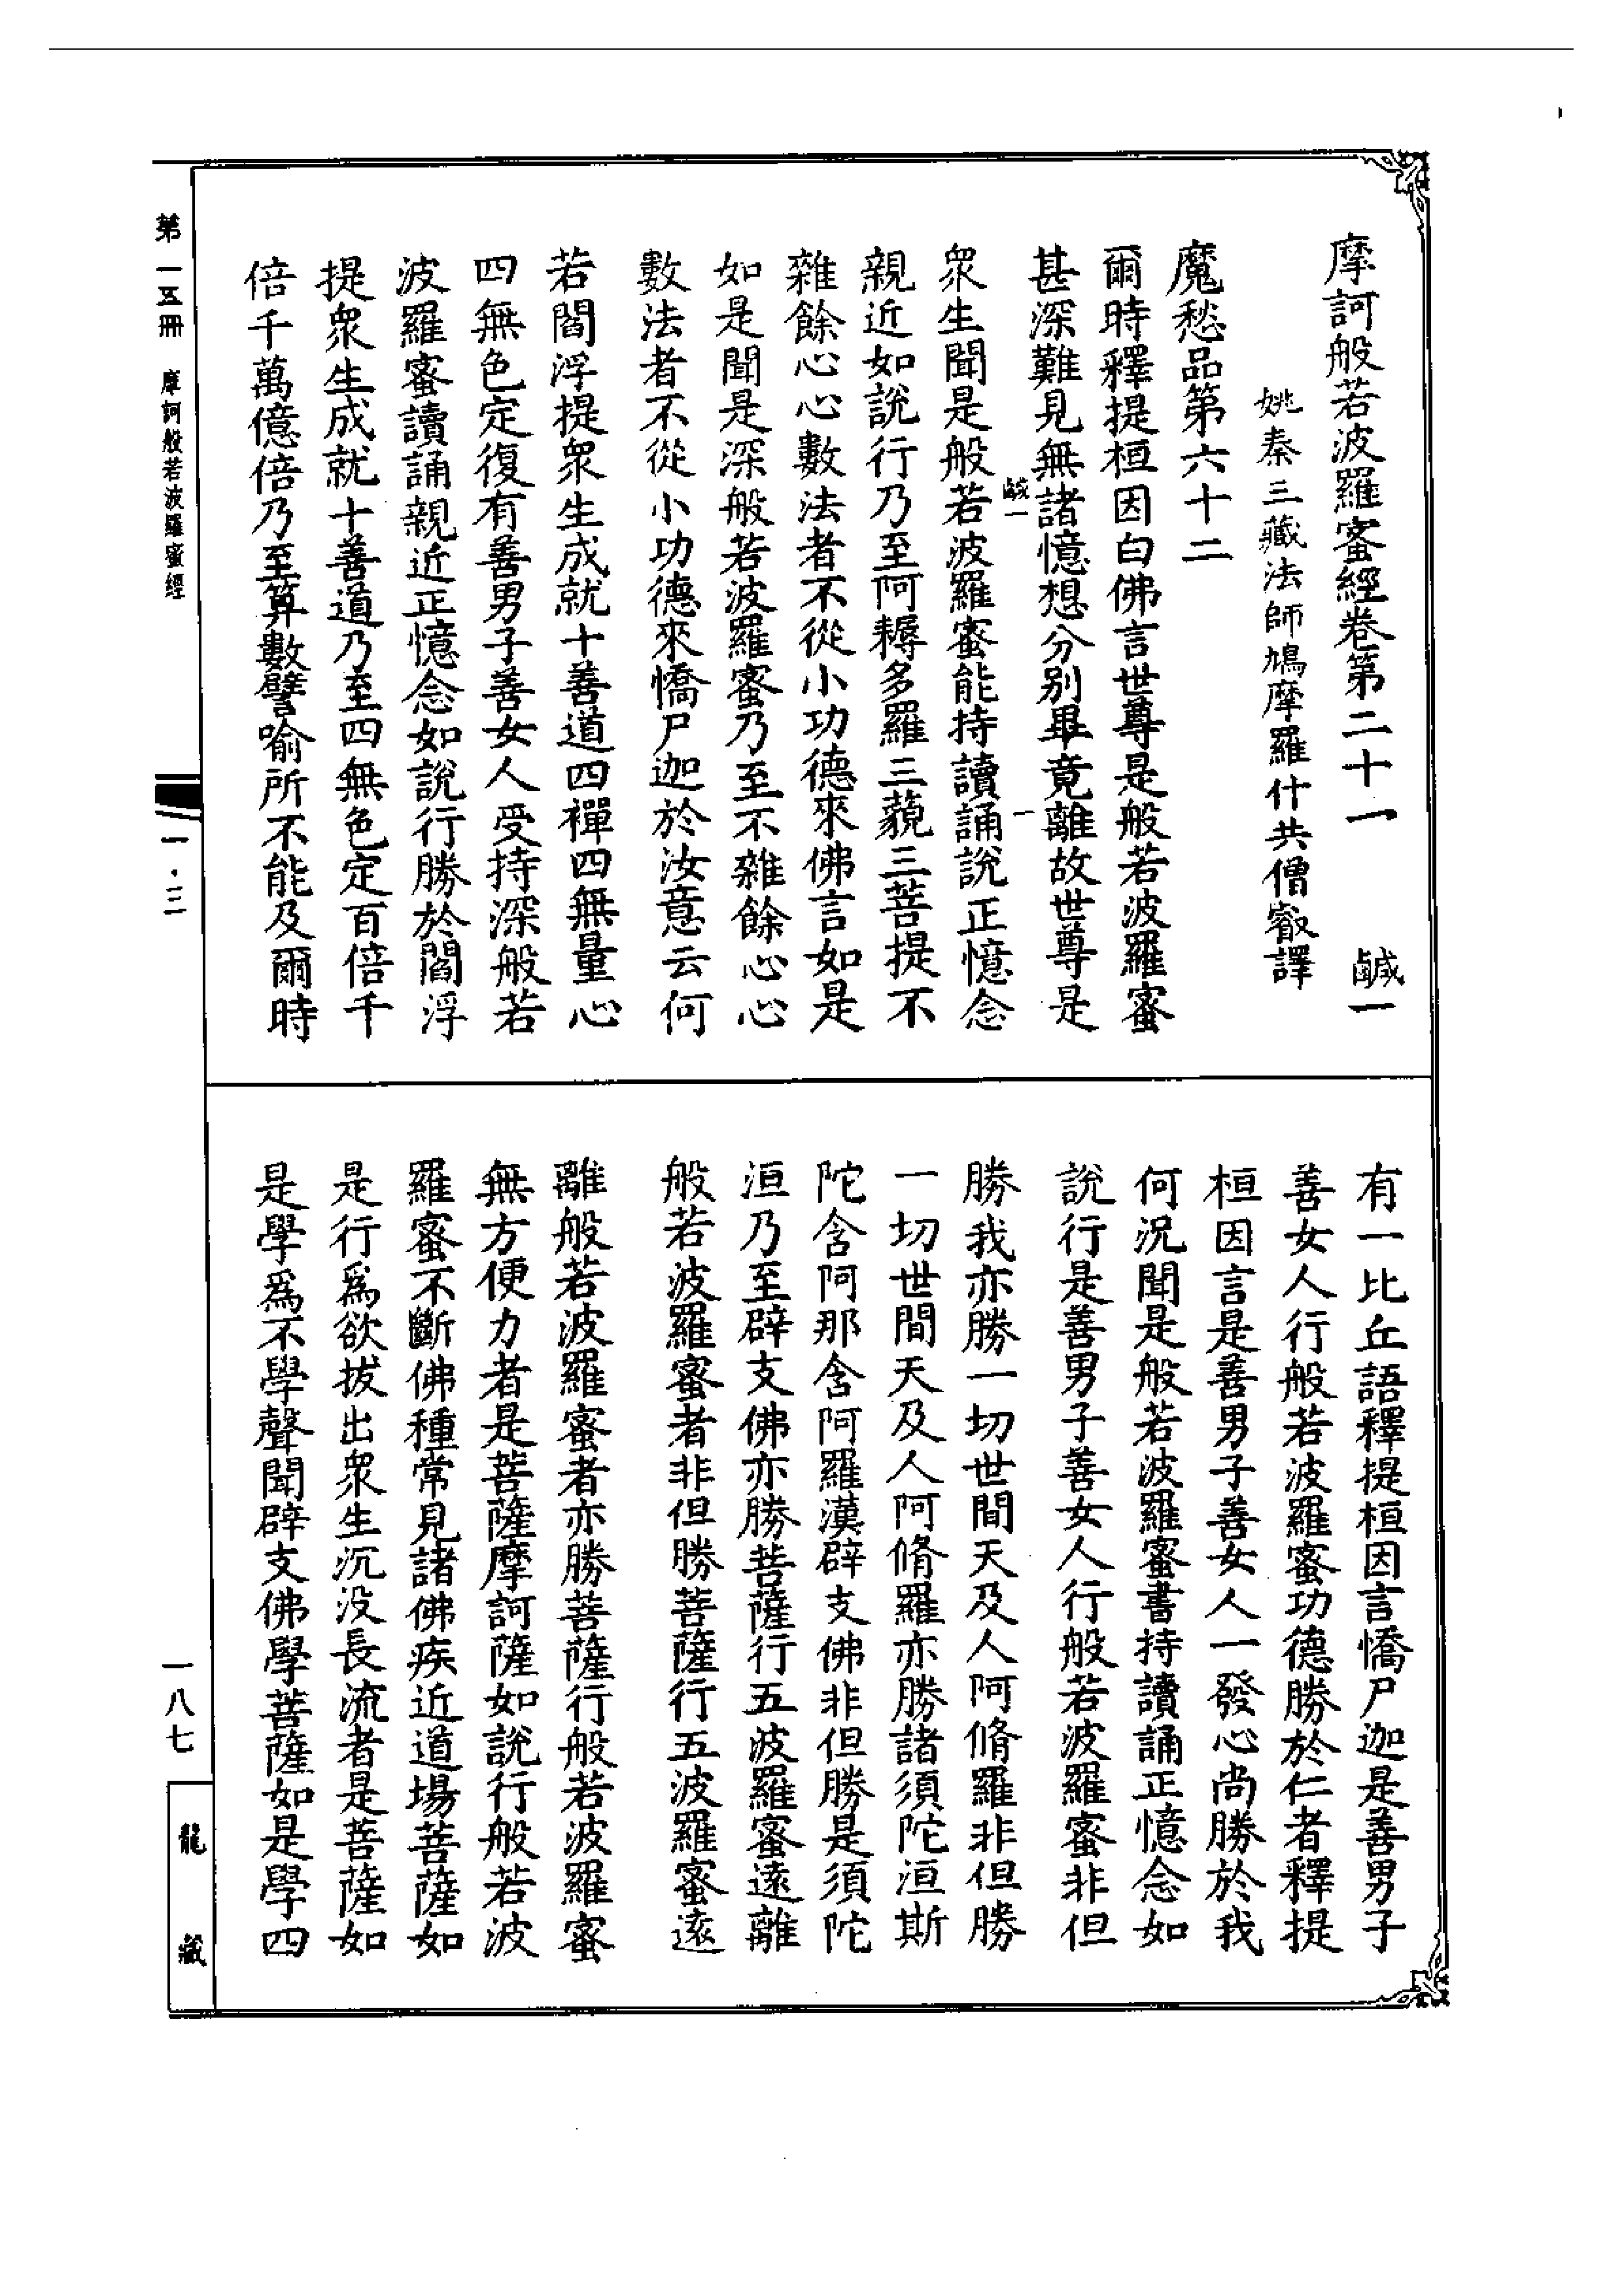 摩訶般若波羅蜜經卷第二十一　鹹一
姚秦三藏法師鳩摩羅什共僧叡譯
魔愁品第六十二
爾時釋提桓因白佛言世尊是般若波羅蜜
甚深難見無諸憶想分別畢竟離故世尊是
鹹一　一
衆生聞是般若波羅蜜能持讀誦說正憶念
親近如說行乃至阿耨多羅三藐三菩提不
雜餘心心數法者不從小功德來佛言如是
如是聞是深般若波羅蜜乃至不雜餘心心
數法者不從小功德來憍尸迦於汝意云何
若閻浮提衆生成就十善道四禪四無量心
四無色定復有善男子善女人受持深般若
波羅蜜讀誦親近正憶念如說行勝於閻浮
提衆生成就十善道乃至四無色定百倍千
倍千萬億倍乃至算數譬喻所不能及爾時
有一比丘語釋提桓因言憍尸迦是善男子
善女人行般若波羅蜜功德勝於仁者釋提
桓因言是善男子善女人一發心尚勝於我
何況聞是般若波羅蜜書持讀誦正憶念如
說行是善男子善女人行般若波羅蜜非但
勝我亦勝一切世間天及人阿脩羅非但勝
一切世間天及人阿脩羅亦勝諸須陀洹斯
陀含阿那含阿羅漢辟支佛非但勝是須陀
洹乃至辟支佛亦勝菩薩行五波羅蜜遠離
般若波羅蜜者非但勝菩薩行五波羅蜜遠
離般若波羅蜜者亦勝菩薩行般若波羅蜜
無方便力者是菩薩摩訶薩如說行般若波
羅蜜不斷佛種常見諸佛疾近道場菩薩如
是行爲欲拔出衆生沉沒長流者是菩薩如
是學爲不學聲聞辟支佛學菩薩如是學四
第一五冊　摩訶般若波羅蜜經
一·三
一八七
龍藏